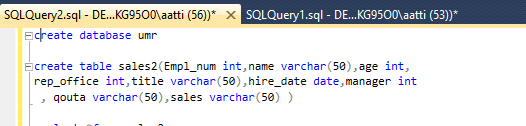 SQLQuery2.sql - DE...KG95O0\aatti (56))*
SQLQuery1.sql - DE...KG95O0\aatti (53))*
create database umr
create table sales2(Empl_num int,name varchar(50),age int,
rep_office int,title varchar(50),hire_date date,manager int
, qouta varchar(50),sales varchar(50) )